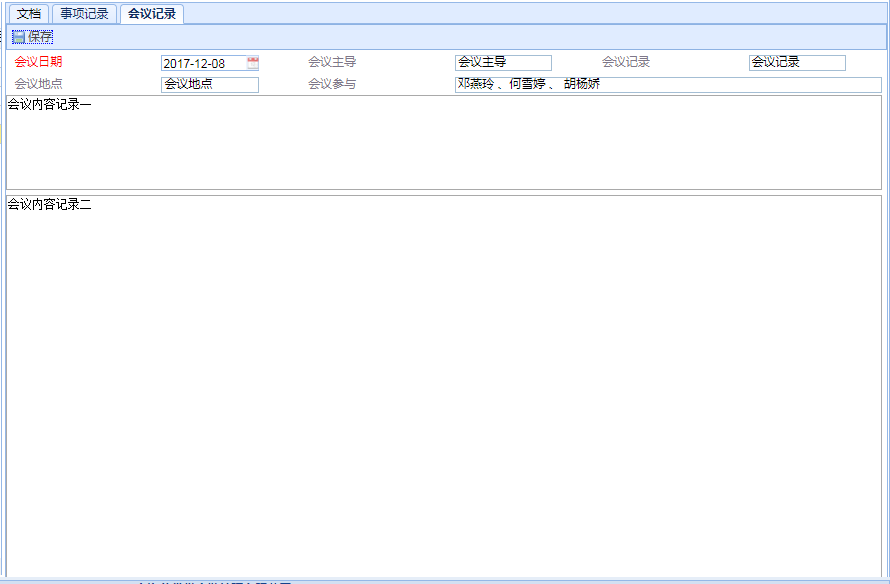 文档 事项记录 会议记录
保存
会议日期 2017-12-08 会议主导 会议主导 会议记录 会议记录
会议地点 会议地点 会议参与 邓燕玲 、何雪婷 、 胡杨娇
会议内容记录一
会议内容记录二